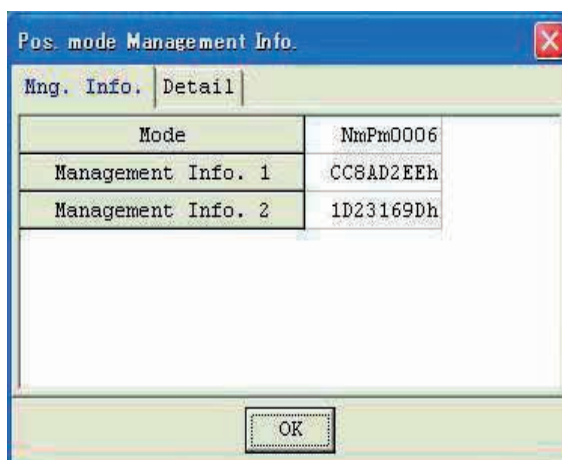 Pos. mode Management Info.
Mng. Info. Detail
Mode NmPm0006
Management Info. 1 CC8AD2EEh
Management Info. 2 1D23169Dh
OK